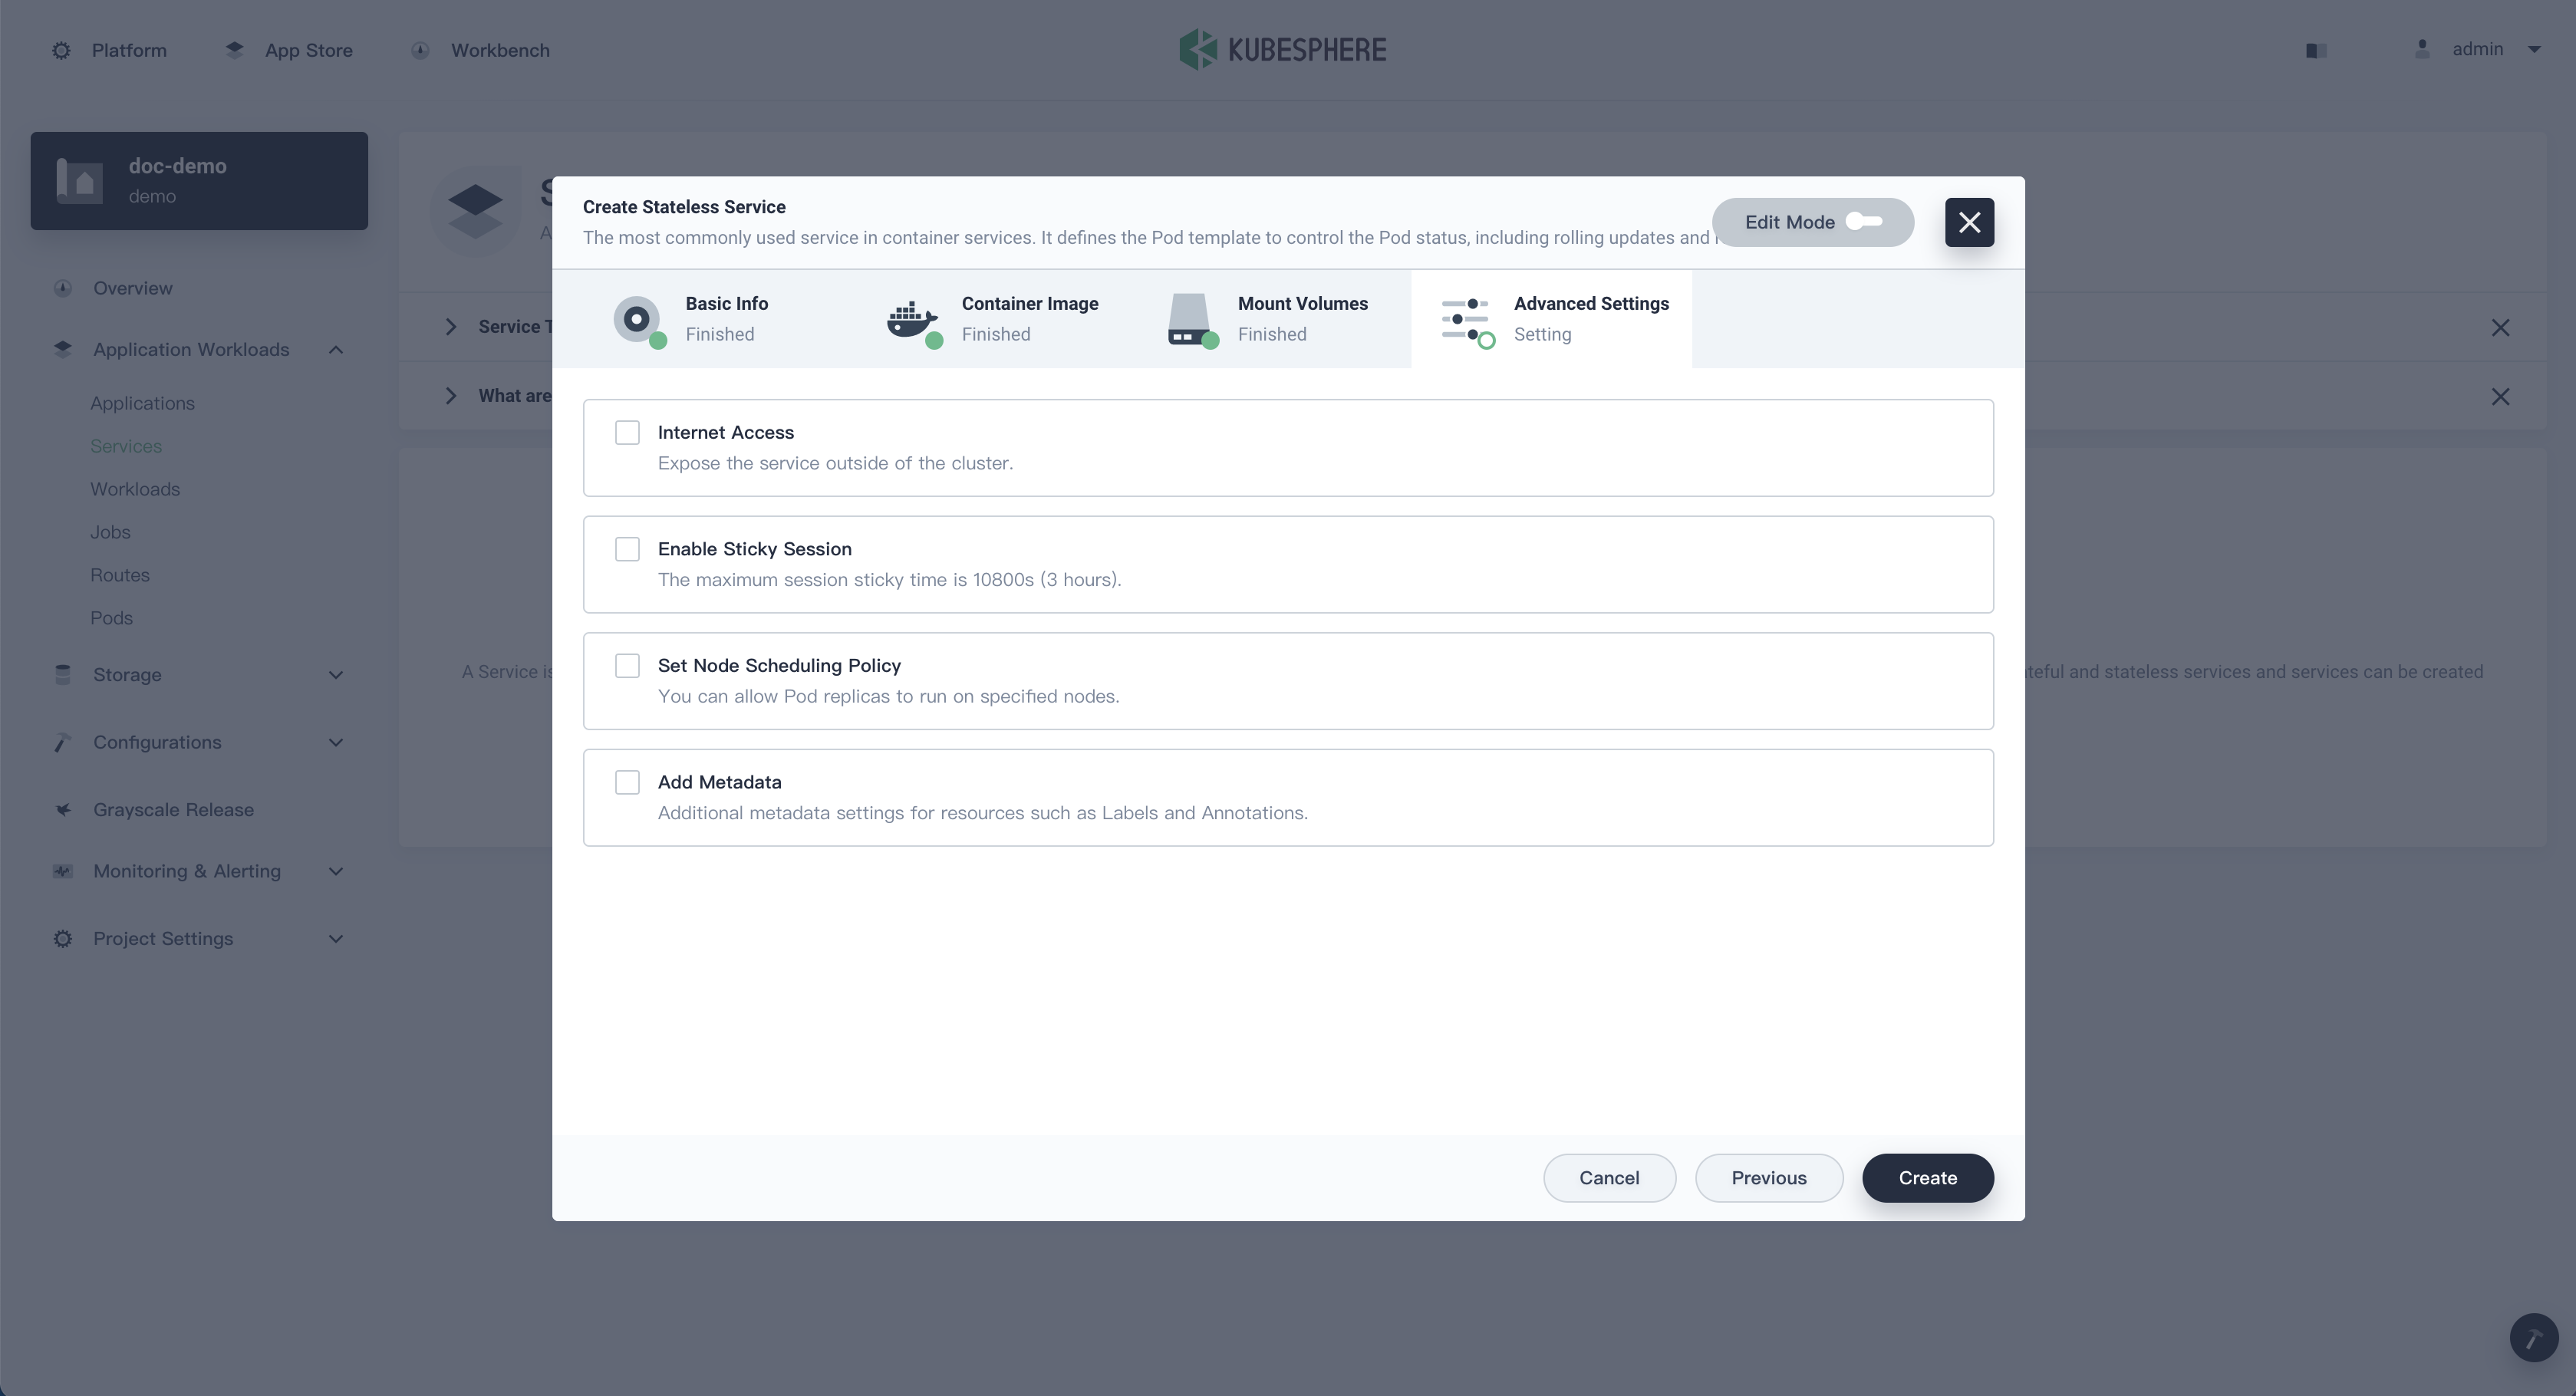 Platform
App Store
Workbench
KUBESPHERE
admin
doc-demo
demo
Overview
Application Workloads
Applications
Services
Workloads
Jobs
Routes
Pods
Storage
Configurations
Grayscale Release
Monitoring & Alerting
Project Settings
Service
What are
A Service is
teful and stateless services and services can be created
Create Stateless Service
The most commonly used service in container services. It defines the Pod template to control the Pod status, including rolling updates and
Edit Mode
Basic Info
Finished
Container Image
Finished
Mount Volumes
Finished
Advanced Settings
Setting
Internet Access
Expose the service outside of the cluster.
Enable Sticky Session
The maximum session sticky time is 10800s (3 hours).
Set Node Scheduling Policy
You can allow Pod replicas to run on specified nodes.
Add Metadata
Additional metadata settings for resources such as Labels and Annotations.
Cancel
Previous
Create